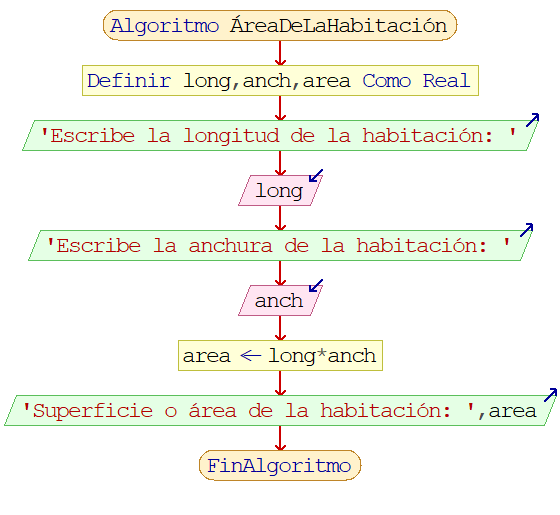 Algoritmo ÁreaDeLaHabitación
Definir long,anch,area Como Real
'Escribe la longitud de la habitación: '
long
'Escribe la anchura de la habitación: '
anch
area ← long*anch
'Superficie o área de la habitación: ',area
FinAlgoritmo